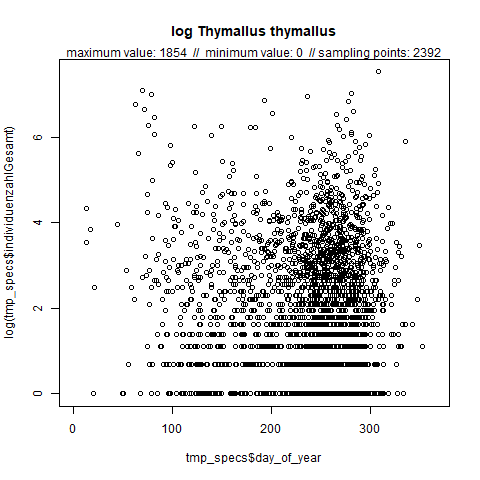 log Thymallus thymallus
maximum value: 1854 // minimum value: 0 // sampling points: 2392
log(tmp_specs$individuenzahlGesamt)
0
2
4
6
0
100
200
300
tmp_specs$day_of_year